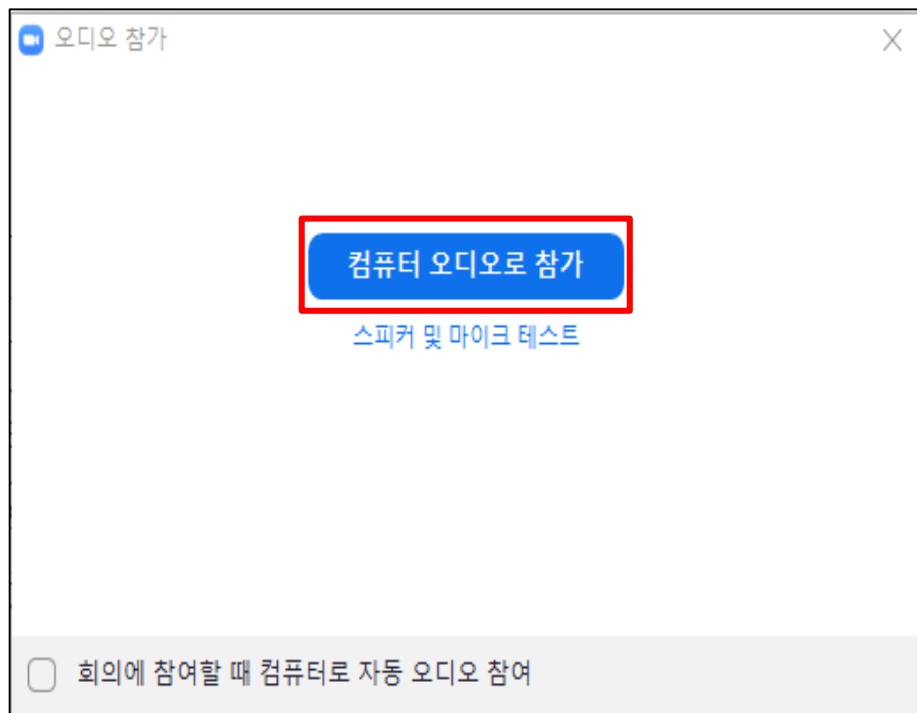 오디오 참가
컴퓨터 오디오로 참가
스피커 및 마이크 테스트
회의에 참여할 때 컴퓨터로 자동 오디오 참여